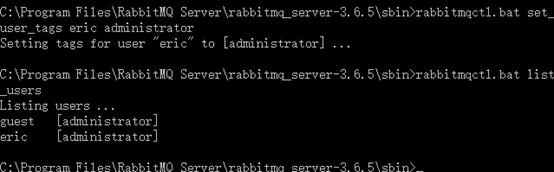 C:\Program Files\RabbitMQ Server\rabbitmq_server-3.6.5\sbin>rabbitmqctl.bat set_
user_tags eric administrator
Setting tags for user "eric" to [administrator] ...
C:\Program Files\RabbitMQ Server\rabbitmq_server-3.6.5\sbin>rabbitmqctl.bat list
_users
Listing users ...
guest   [administrator]
eric    [administrator]
C:\Program Files\RabbitMQ Server\rabbitmq_server-3.6.5\sbin>_